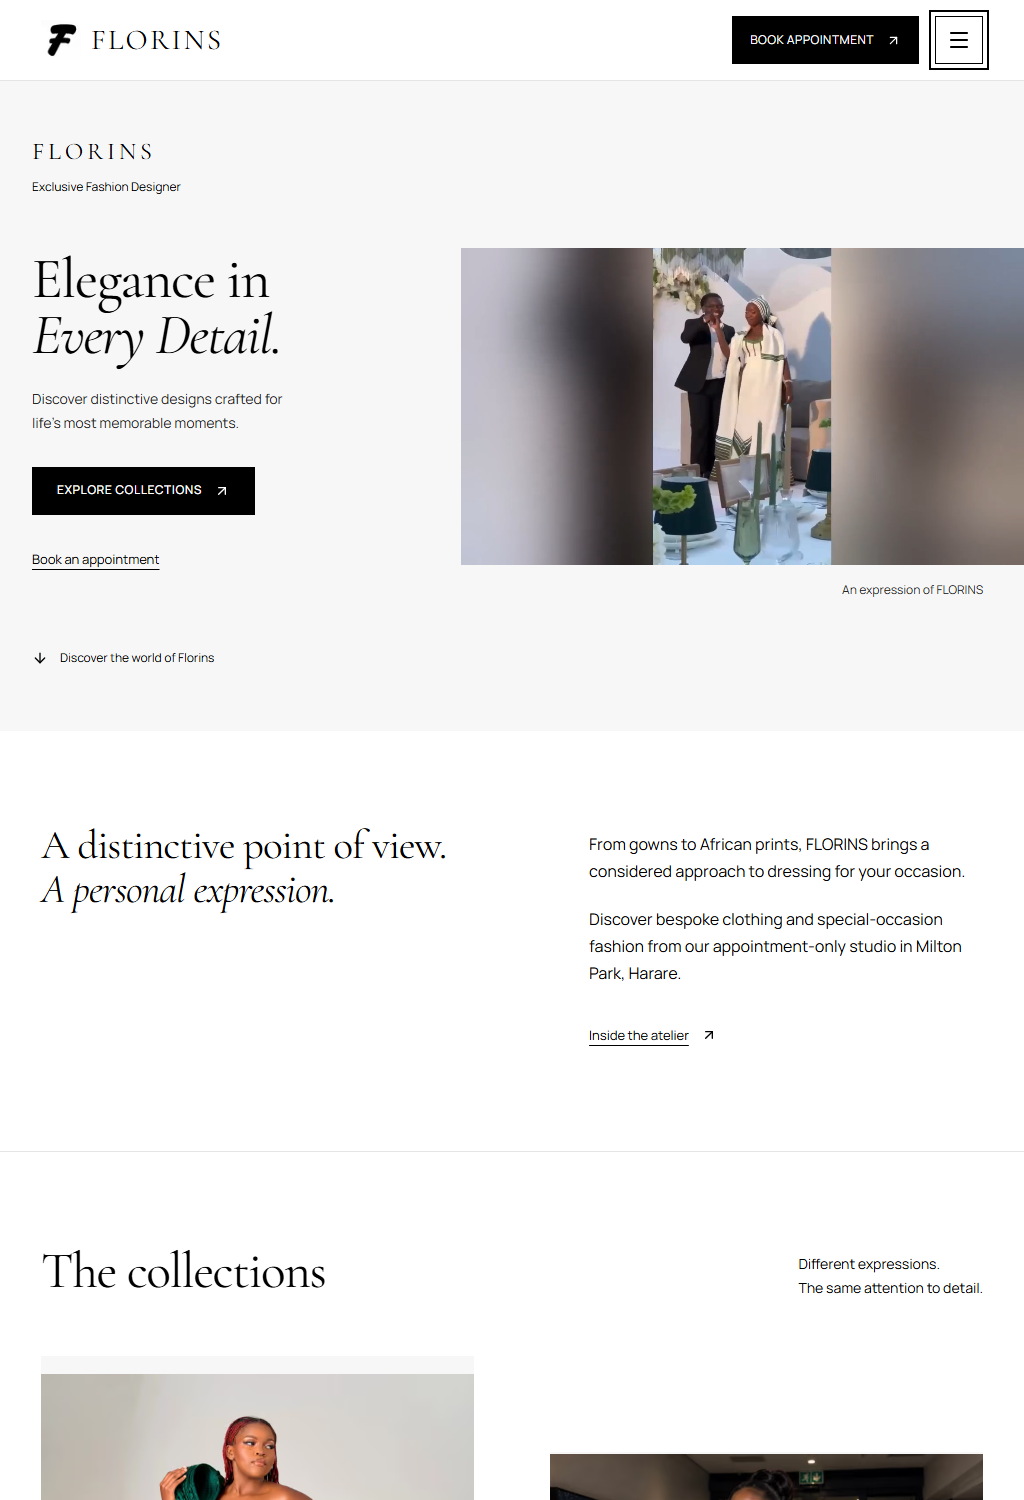 FLORINS
BOOK APPOINTMENT
FLORINS
Exclusive Fashion Designer
Elegance in
Every Detail.
Discover distinctive designs crafted for
life's most memorable moments.
EXPLORE COLLECTIONS
Book an appointment
An expression of FLORINS
Discover the world of Florins
A distinctive point of view.
A personal expression.
From gowns to African prints, FLORINS brings a
considered approach to dressing for your occasion.
Discover bespoke clothing and special-occasion
fashion from our appointment-only studio in Milton
Park, Harare.
Inside the atelier
The collections
Different expressions.
The same attention to detail.